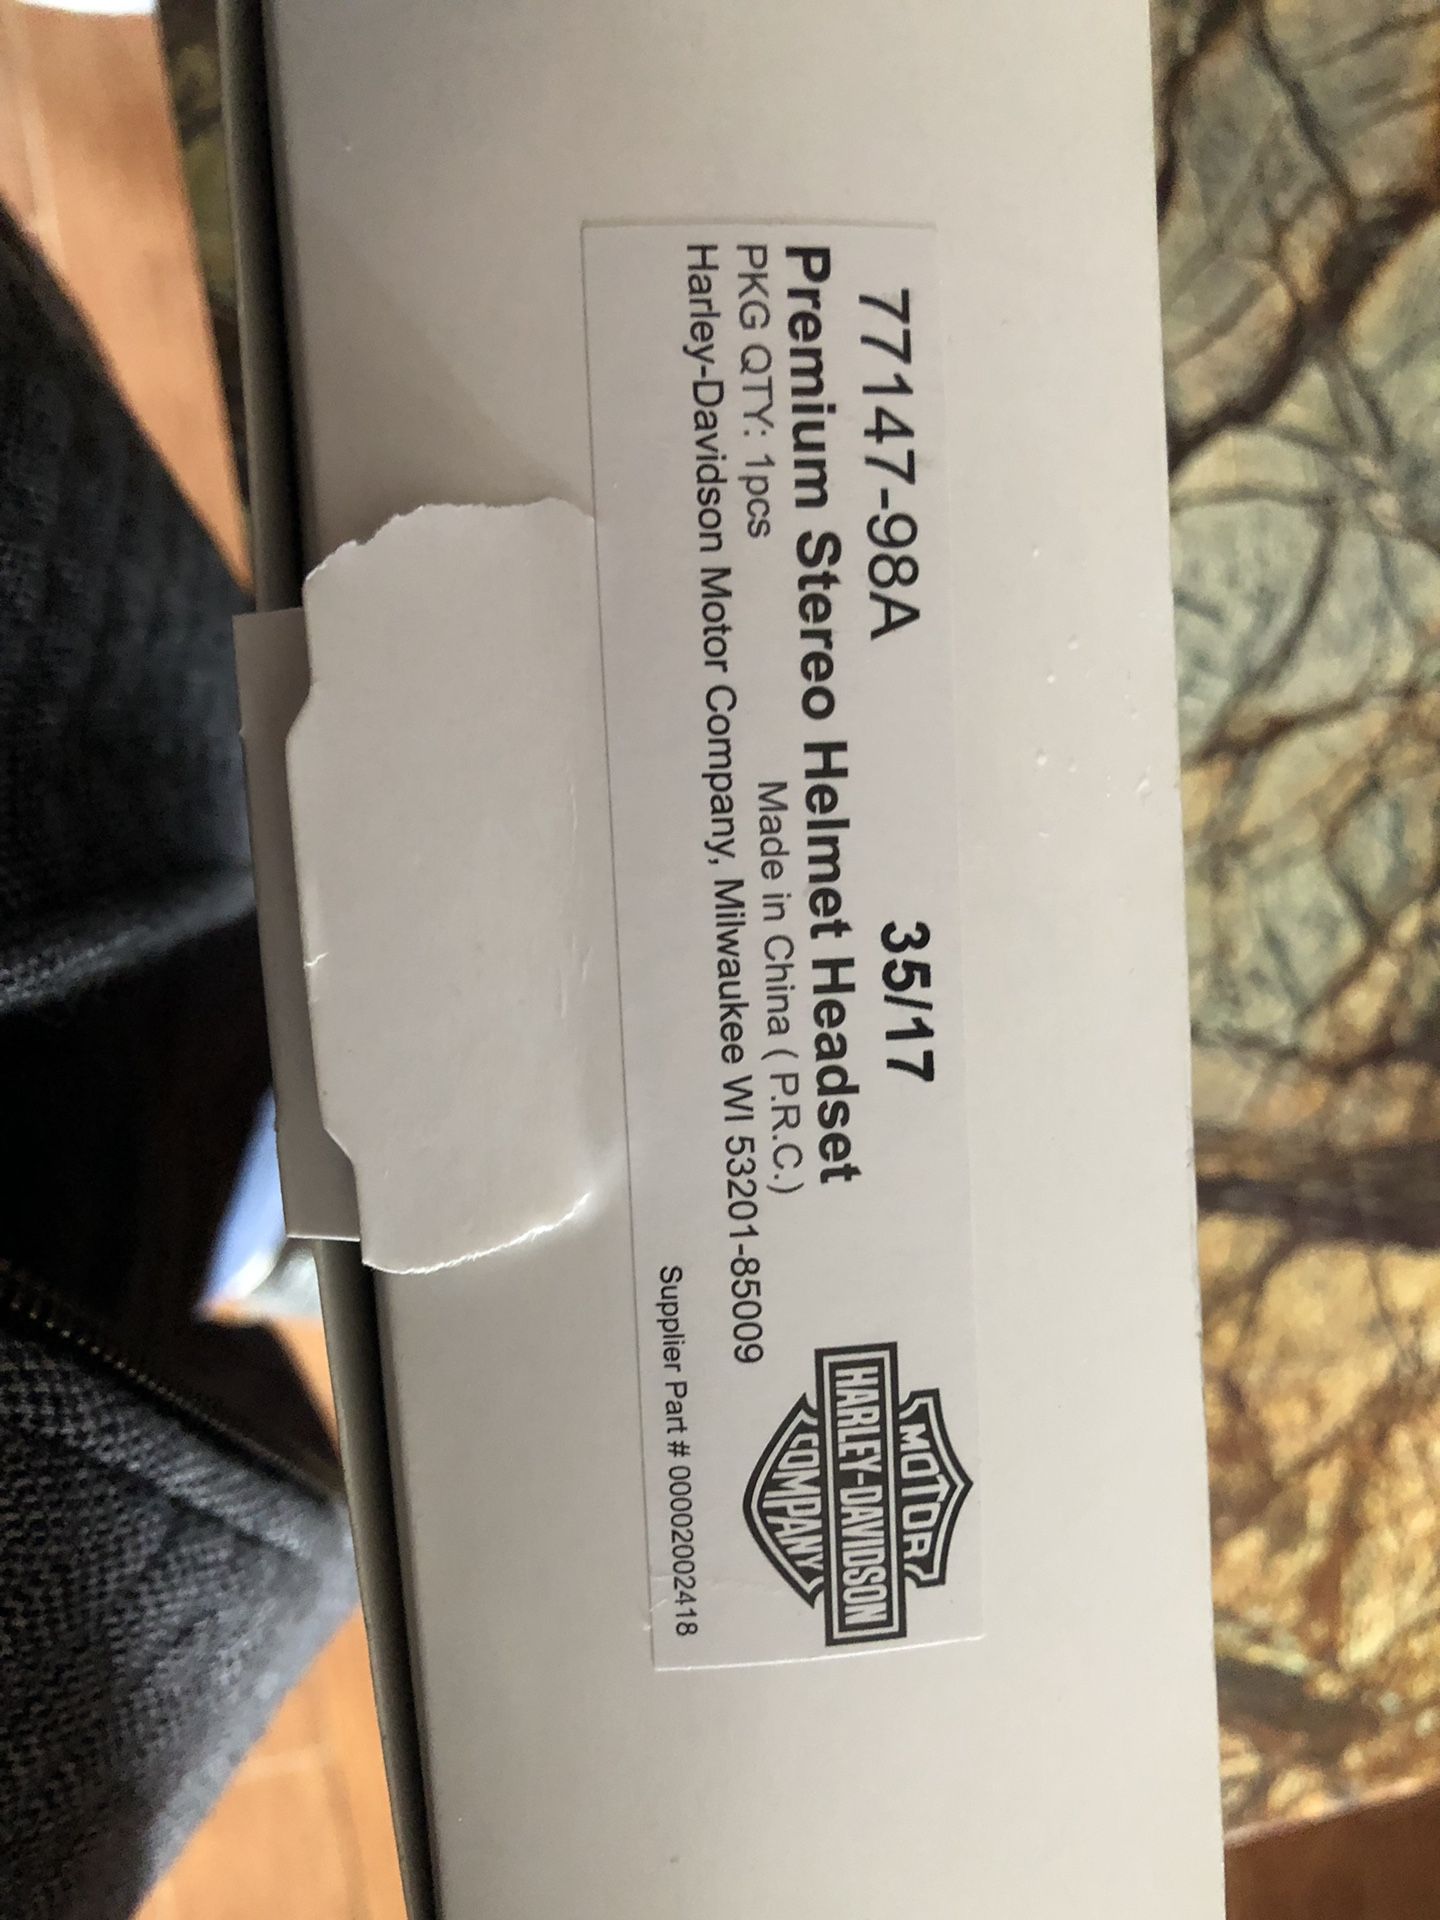 77147-98A 35/17
Premium Stereo Helmet Headset
PKG QTY: 1pcs Made in China ( P.R.C.)
Harley-Davidson Motor Company, Milwaukee WI 53201-85009
Supplier Part # 00002002418
MOTOR
HARLEY-DAVIDSON
COMPANY